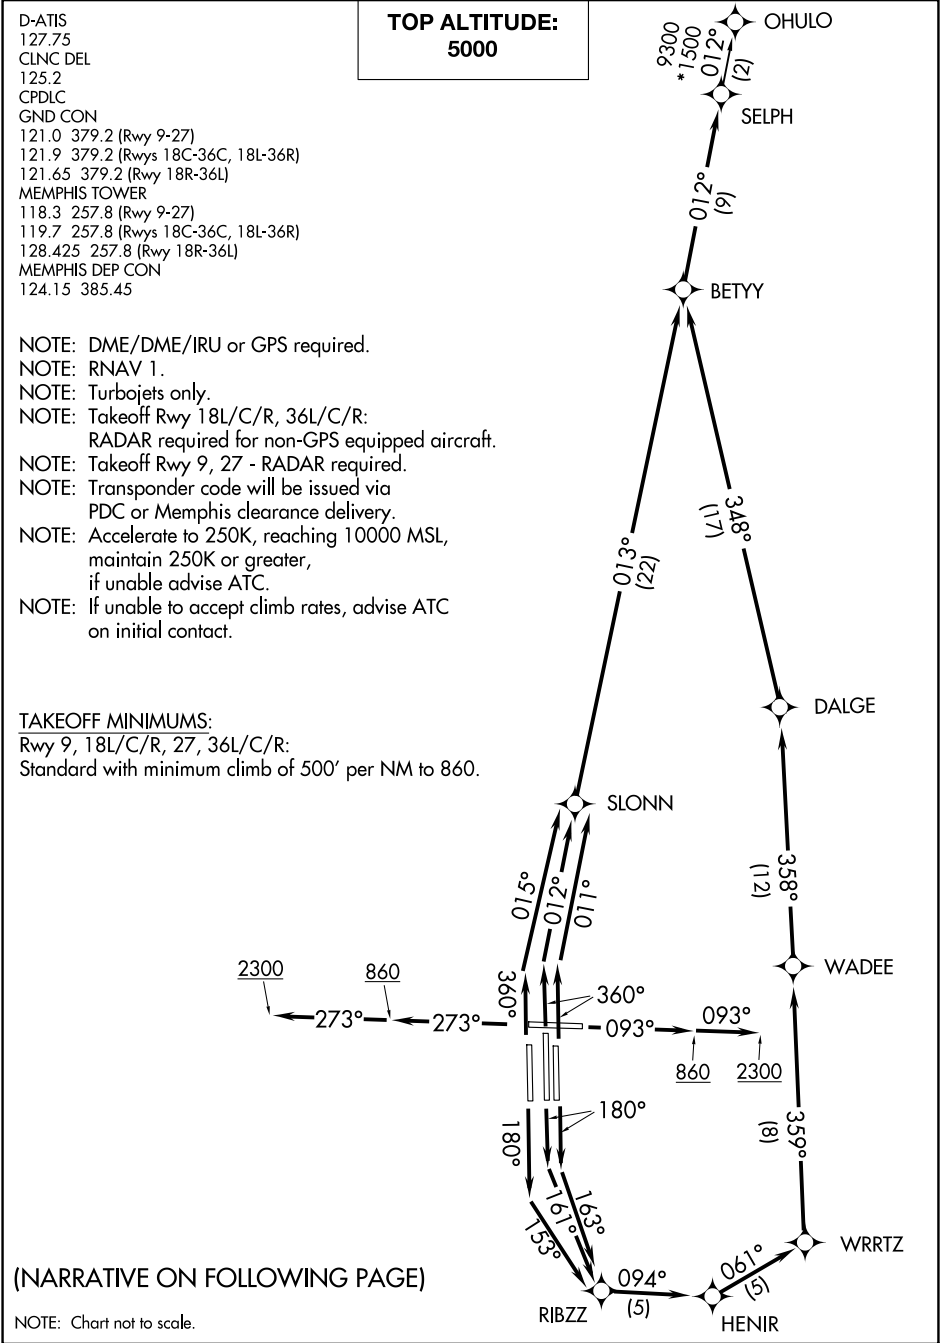 D-ATIS
127.75
CLNC DEL
125.2
CPDLC
GND CON
121.0 379.2 (Rwy 9-27)
121.9 379.2 (Rwys 18C-36C, 18L-36R)
121.65 379.2 (Rwy 18R-36L)
MEMPHIS TOWER
118.3 257.8 (Rwy 9-27)
119.7 257.8 (Rwys 18C-36C, 18L-36R)
128.425 257.8 (Rwy 18R-36L)
MEMPHIS DEP CON
124.15 385.45
TOP ALTITUDE:
5000
OHULO
9300
*1500
012°
(2)
SELPH
012°
(9)
BETYY
NOTE: DME/DME/IRU or GPS required.
NOTE: RNAV 1.
NOTE: Turbojets only.
NOTE: Takeoff Rwy 18L/C/R, 36L/C/R:
RADAR required for non-GPS equipped aircraft.
NOTE: Takeoff Rwy 9, 27 - RADAR required.
NOTE: Transponder code will be issued via
PDC or Memphis clearance delivery.
NOTE: Accelerate to 250K, reaching 10000 MSL,
maintain 250K or greater,
if unable advise ATC.
NOTE: If unable to accept climb rates, advise ATC
on initial contact.
348°
(17)
013°
(22)
DALGE
TAKEOFF MINIMUMS:
Rwy 9, 18L/C/R, 27, 36L/C/R:
Standard with minimum climb of 500' per NM to 860.
SLONN
015°
012°
011°
358°
(12)
WADEE
2300
860
360°
360°
273°
273°
093°
093°
860
2300
180°
180°
359°
(8)
153°
161°
163°
WRRTZ
094°
(5)
061°
(5)
RIBZZ
HENIR
(NARRATIVE ON FOLLOWING PAGE)
NOTE: Chart not to scale.